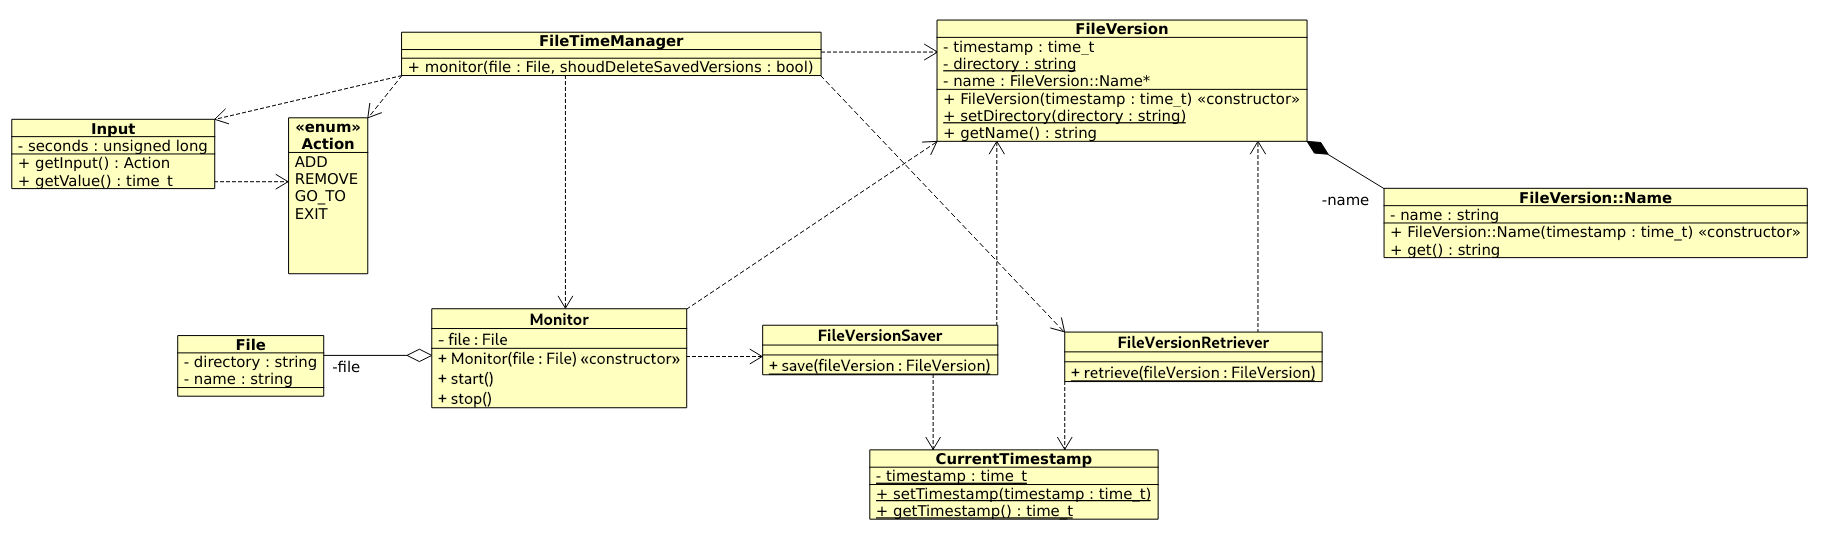 FileTimeManager
+ monitor(file : File, shoudDeleteSavedVersions : bool)
FileVersion
- timestamp : time_t
- directory : string
- name : FileVersion::Name*
+ FileVersion(timestamp : time_t) «constructor»
+ setDirectory(directory : string)
+ getName() : string
Input
- seconds : unsigned long
+ getInput() : Action
+ getValue() : time_t
«enum»
Action
ADD
REMOVE
GO_TO
EXIT
-name
FileVersion::Name
- name : string
+ FileVersion::Name(timestamp : time_t) «constructor»
+ get() : string
File
- directory : string
- name : string
-file
Monitor
- file : File
+ Monitor(file : File) «constructor»
+ start()
+ stop()
FileVersionSaver
+ save(fileVersion : FileVersion)
FileVersionRetriever
+ retrieve(fileVersion : FileVersion)
CurrentTimestamp
- timestamp : time_t
+ setTimestamp(timestamp : time_t)
+ getTimestamp() : time_t